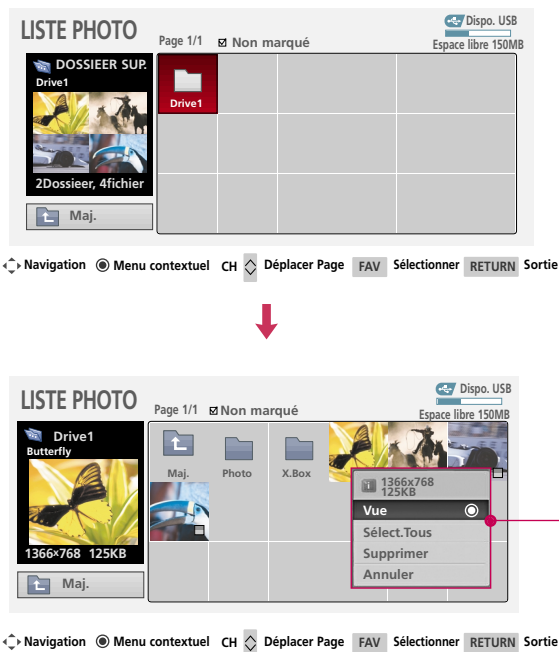 LISTE PHOTO
Page 1/1 ☑ Non marqué
Dispo. USB
Espace libre 150MB
DOSSIEER SUP.
Drive1
Drive1
2Dossieer, 4fichier
Maj.
Navigation Menu contextuel CH Déplacer Page FAV Sélectionner RETURN Sortie
LISTE PHOTO
Page 1/1 ☑ Non marqué
Dispo. USB
Espace libre 150MB
Drive1
Butterfly
1366×768 125KB
Maj.
Maj. Photo X.Box
1366x768
125KB
Vue
Sélect.Tous
Supprimer
Annuler
Navigation Menu contextuel CH Déplacer Page FAV Sélectionner RETURN Sortie